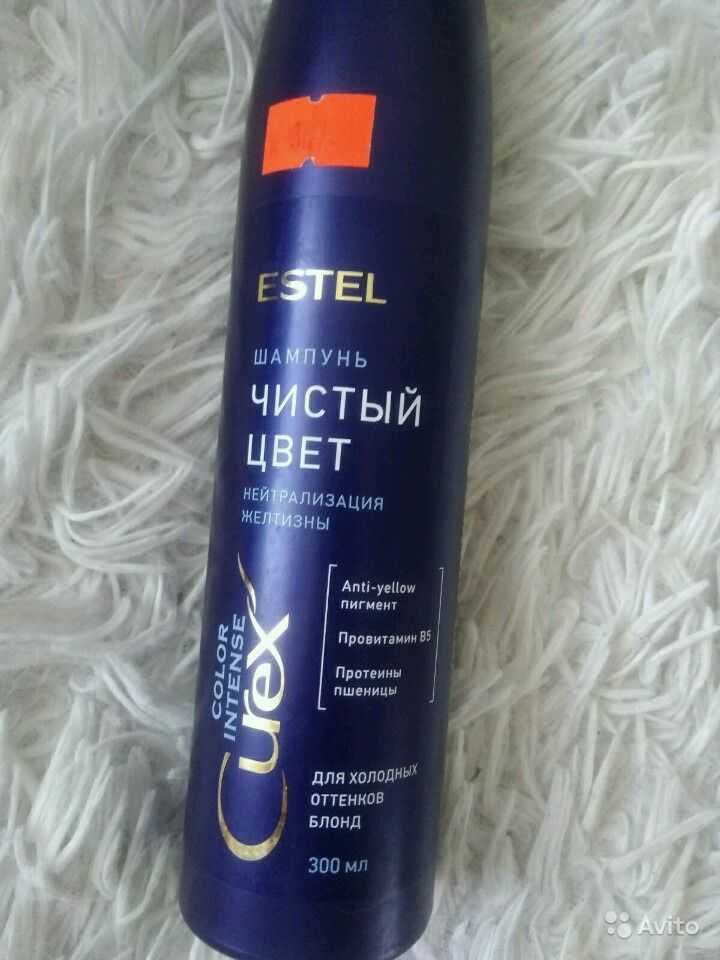 ESTEL
ШАМПУНЬ
ЧИСТЫЙ
ЦВЕТ
НЕЙТРАЛИЗАЦИЯ
ЖЕЛТИЗНЫ
Anti-yellow
пигмент
Провитамин B5
Протеины
пшеницы
COLOR
INTENSE
Curex
ДЛЯ ХОЛОДНЫХ
ОТТЕНКОВ
БЛОНД
300 мл
Avito